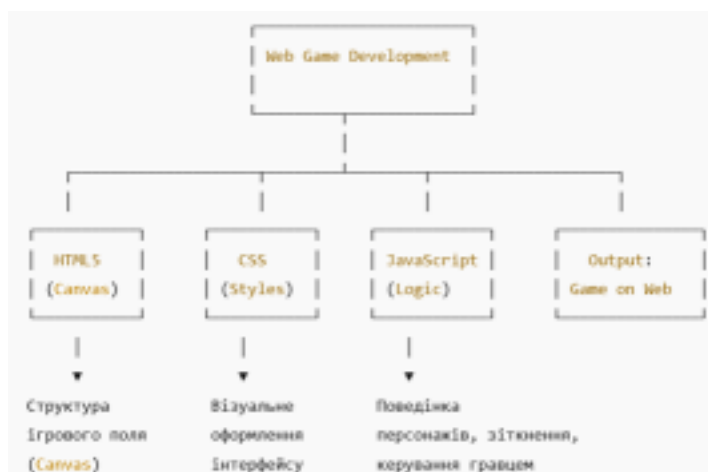 Web Game Development
HTML5
(Canvas)
CSS
(Styles)
JavaScript
(Logic)
Output:
Game on Web
Структура
ігрового поля
(Canvas)
Візуальне
оформлення
інтерфейсу
Поведінка
персонажів, зіткнення,
керування гравцем